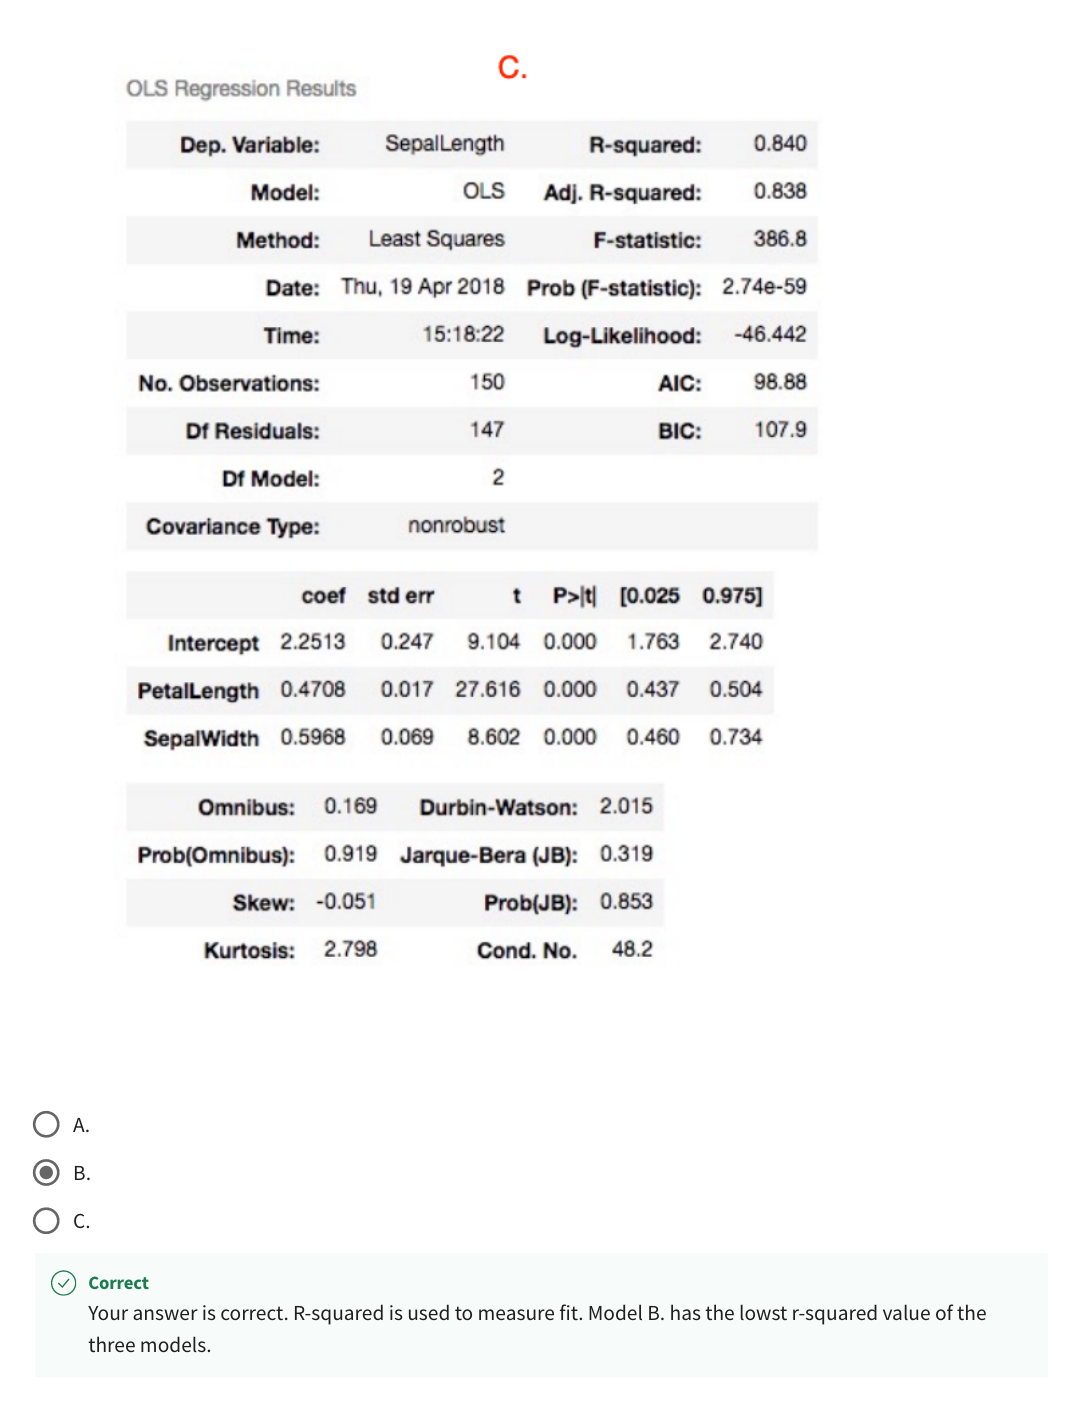 C.
OLS Regression Results
Dep. Variable: SepalLength R-squared: 0.840
Model: OLS Adj. R-squared: 0.838
Method: Least Squares F-statistic: 386.8
Date: Thu, 19 Apr 2018 Prob (F-statistic): 2.74e-59
Time: 15:18:22 Log-Likelihood: -46.442
No. Observations: 150 AIC: 98.88
Df Residuals: 147 BIC: 107.9
Df Model: 2
Covariance Type: nonrobust
coef std err t P>|t| [0.025 0.975]
Intercept 2.2513 0.247 9.104 0.000 1.763 2.740
PetalLength 0.4708 0.017 27.616 0.000 0.437 0.504
SepalWidth 0.5968 0.069 8.602 0.000 0.460 0.734
Omnibus: 0.169 Durbin-Watson: 2.015
Prob(Omnibus): 0.919 Jarque-Bera (JB): 0.319
Skew: -0.051 Prob(JB): 0.853
Kurtosis: 2.798 Cond. No. 48.2
A.
B.
C.
Correct
Your answer is correct. R-squared is used to measure fit. Model B. has the lowst r-squared value of the
three models.